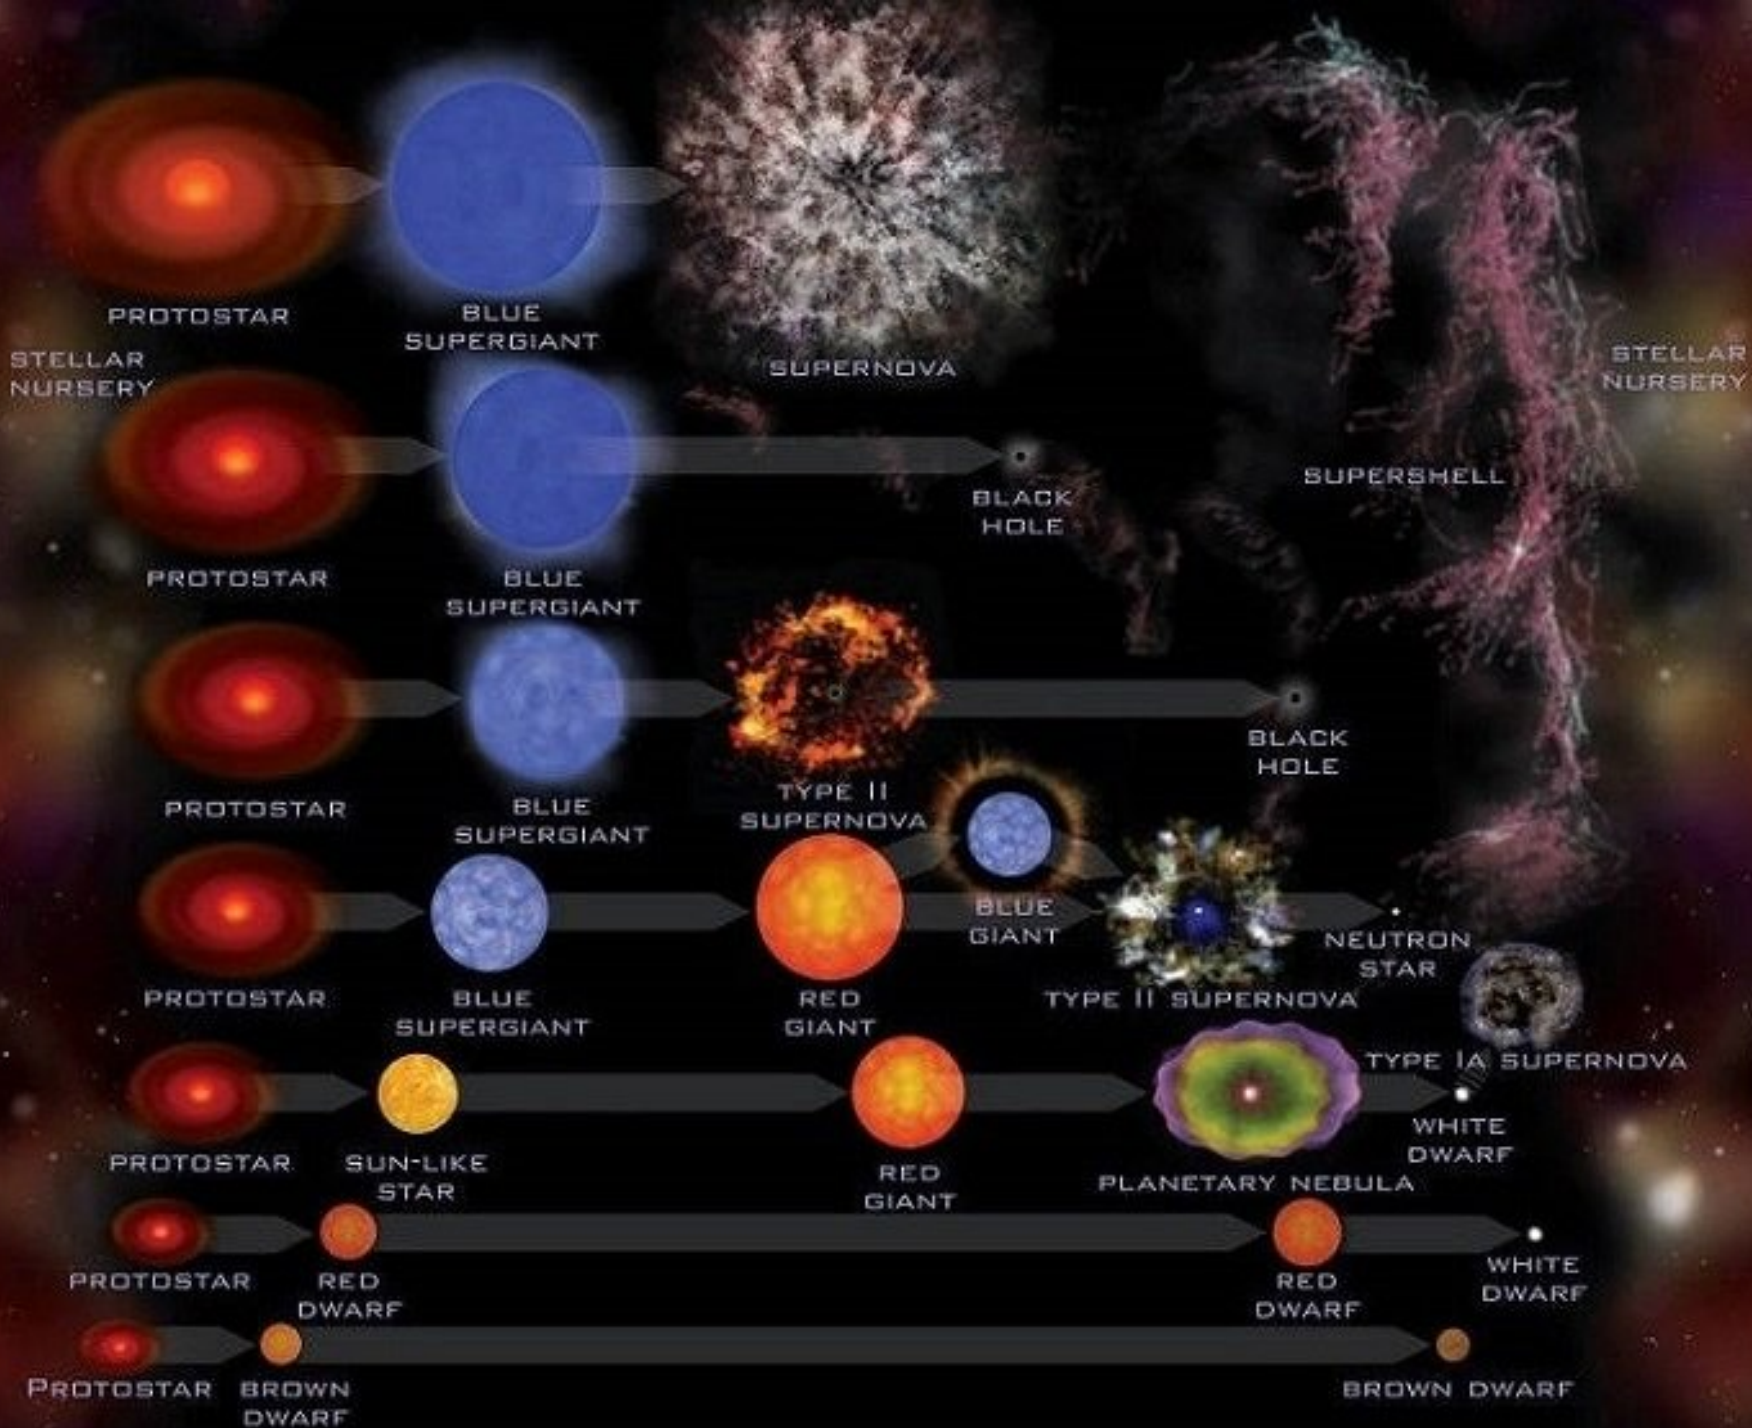 PROTOSTAR
BLUE
SUPERGIANT
SUPERNOVA
STELLAR
NURSERY
STELLAR
NURSERY
SUPERSHELL
BLACK
HOLE
PROTOSTAR
BLUE
SUPERGIANT
BLACK
HOLE
PROTOSTAR
BLUE
SUPERGIANT
TYPE II
SUPERNOVA
BLUE
GIANT
NEUTRON
STAR
PROTOSTAR
BLUE
SUPERGIANT
RED
GIANT
TYPE II SUPERNOVA
TYPE IA SUPERNOVA
WHITE
DWARF
PROTOSTAR
SUN-LIKE
STAR
RED
GIANT
PLANETARY NEBULA
PROTOSTAR
RED
DWARF
RED
DWARF
WHITE
DWARF
PROTOSTAR
BROWN
DWARF
BROWN DWARF